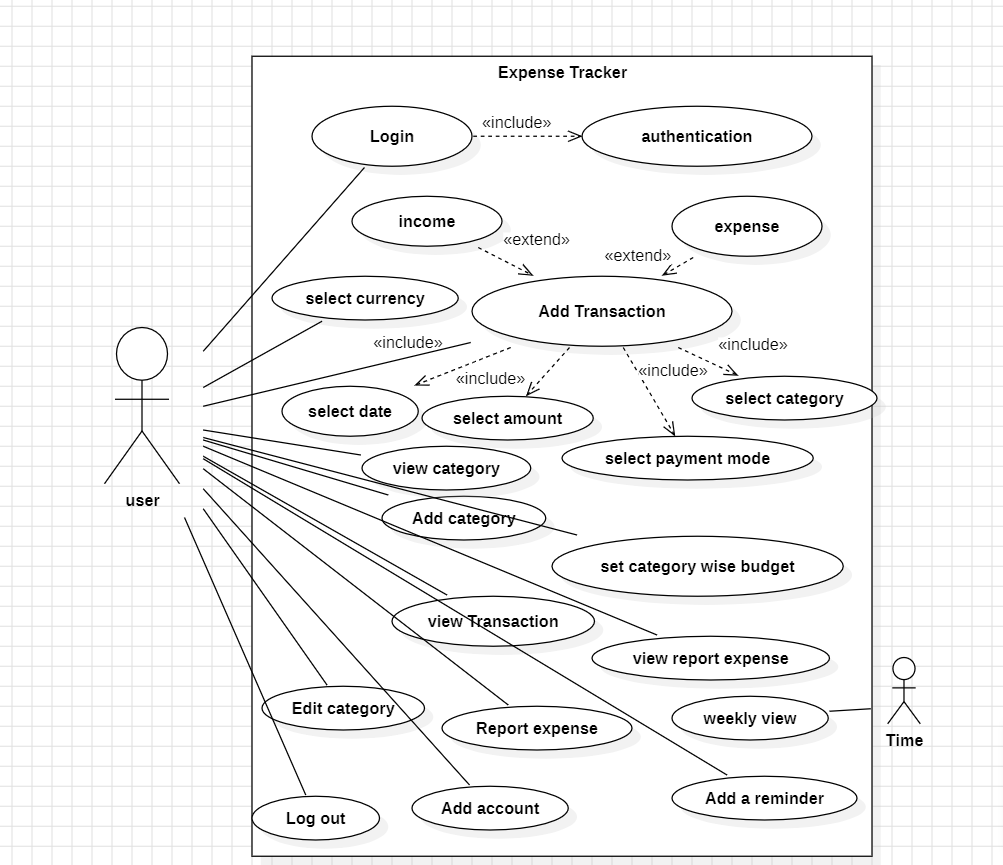 Expense Tracker
Login
«include»
authentication
income
expense
«extend»
«extend»
select currency
Add Transaction
«include»
«include»
«include»
«include»
select date
select amount
select category
view category
select payment mode
user
Add category
set category wise budget
view Transaction
view report expense
Edit category
Report expense
weekly view
Time
Log out
Add account
Add a reminder